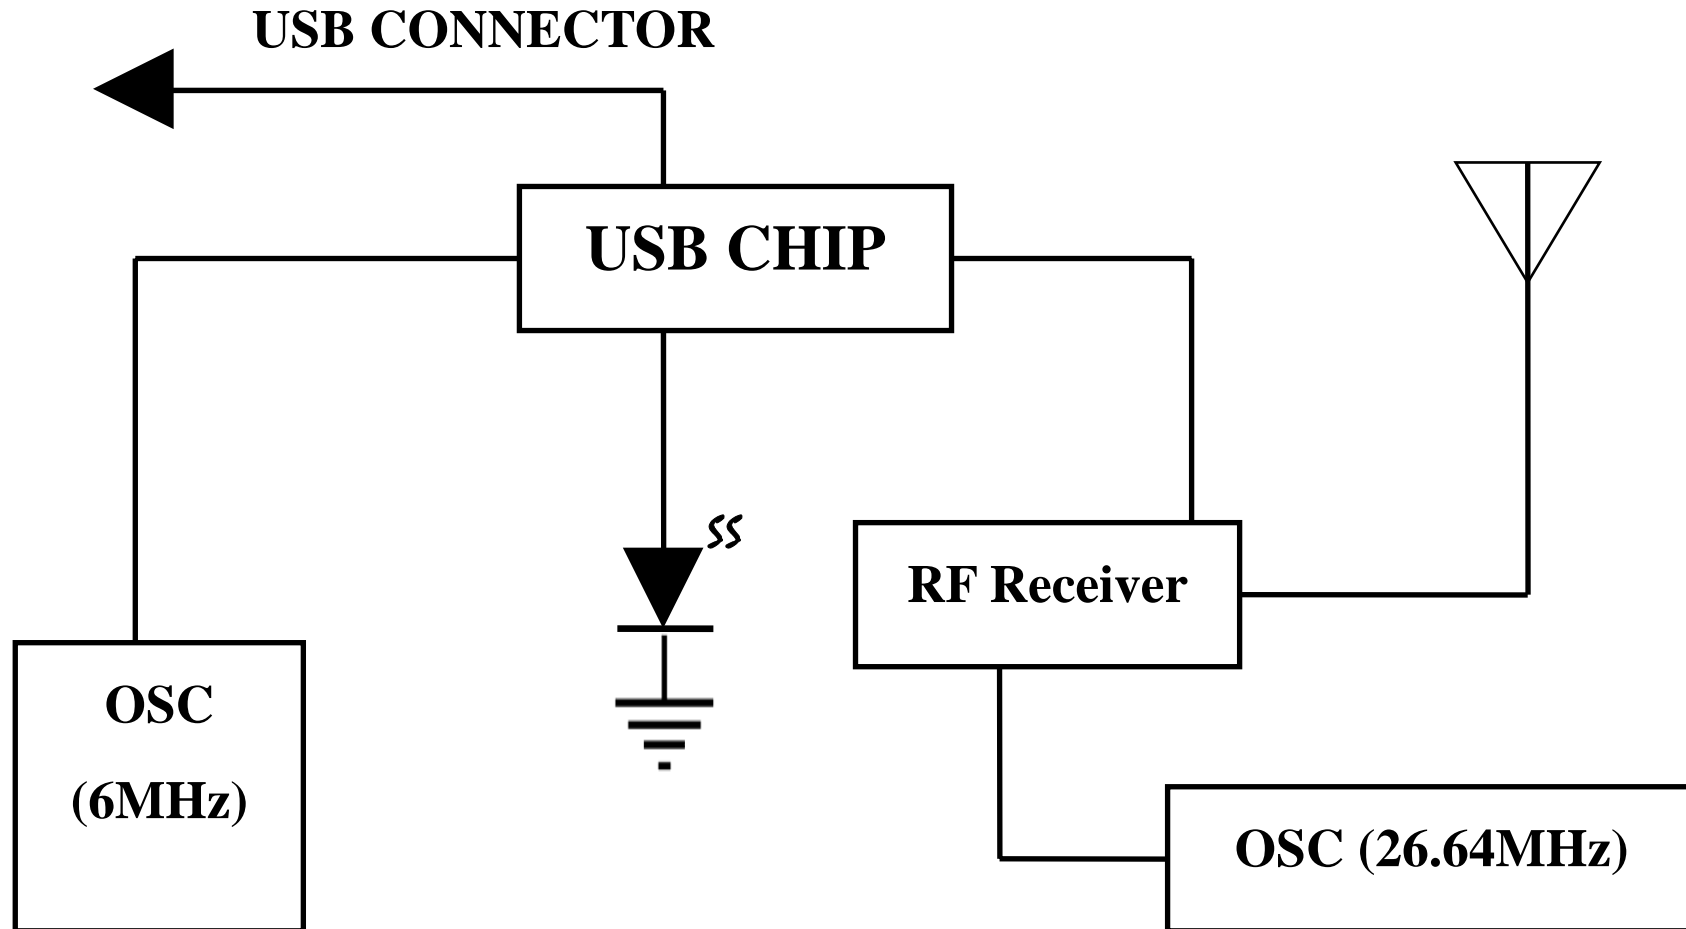 USB CONNECTOR
USB CHIP
RF Receiver
OSC
(6MHz)
OSC (26.64MHz)